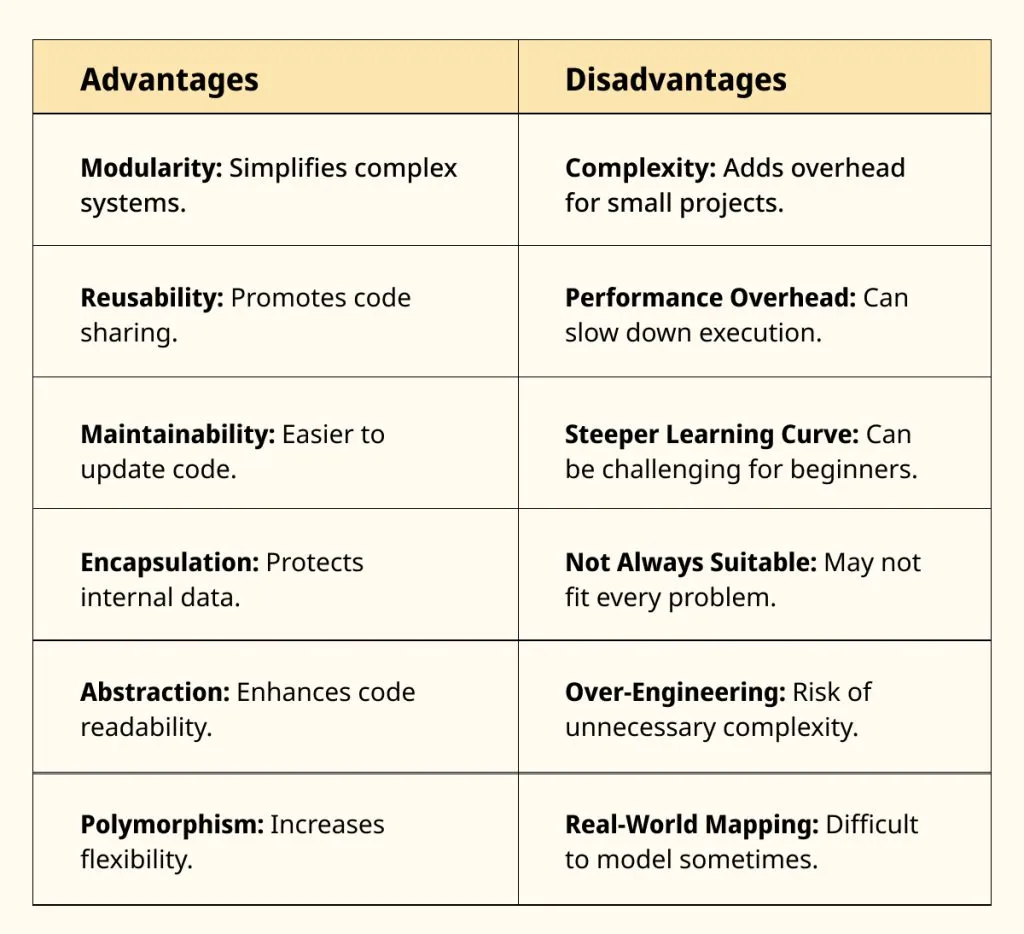 Advantages
Disadvantages
Modularity: Simplifies complex
systems.
Complexity: Adds overhead
for small projects.
Reusability: Promotes code
sharing.
Performance Overhead: Can
slow down execution.
Maintainability: Easier to
update code.
Steeper Learning Curve: Can
be challenging for beginners.
Encapsulation: Protects
internal data.
Not Always Suitable: May not
fit every problem.
Abstraction: Enhances code
readability.
Over-Engineering: Risk of
unnecessary complexity.
Polymorphism: Increases
flexibility.
Real-World Mapping: Difficult
to model sometimes.